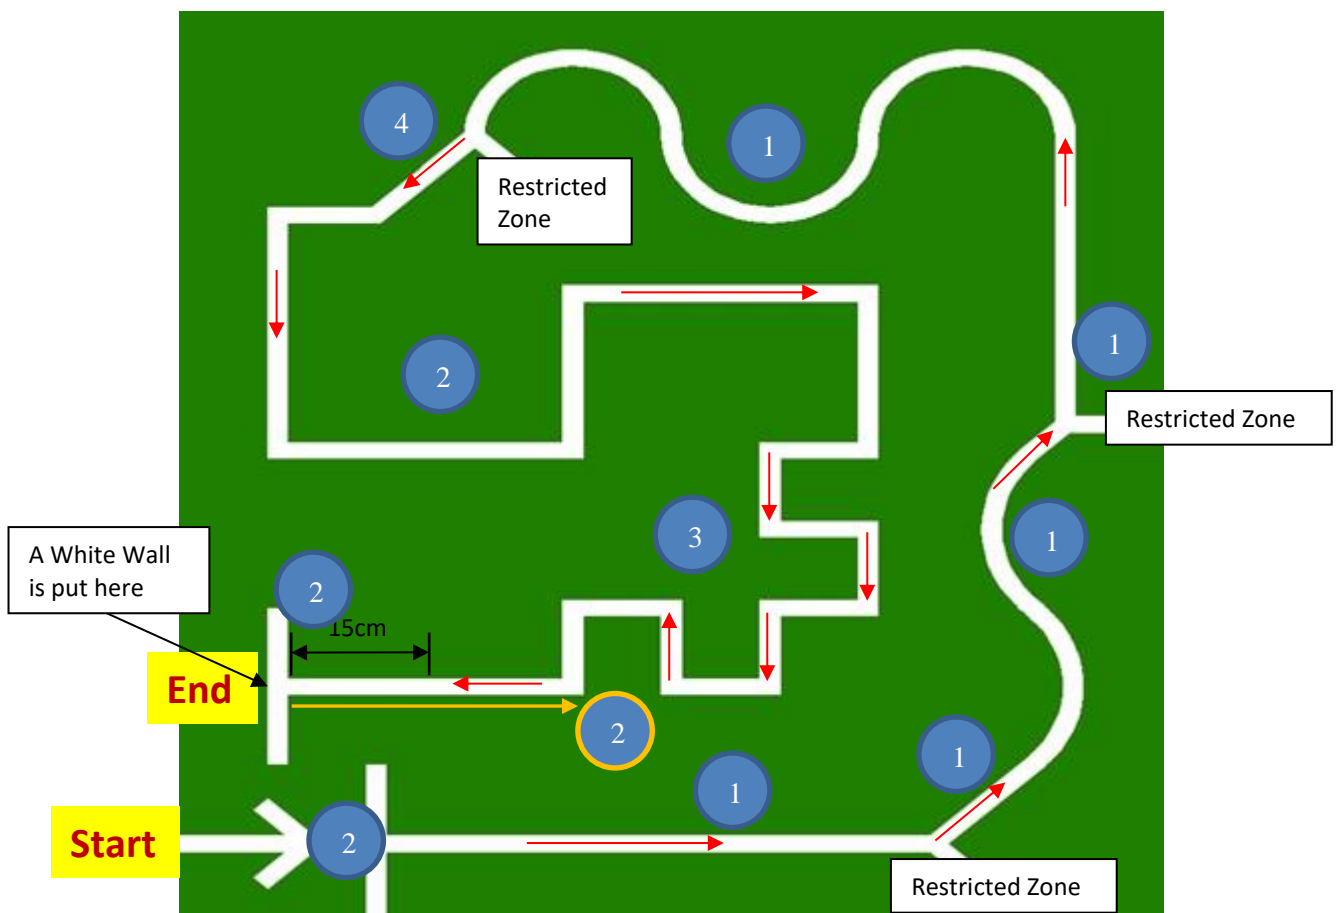 4
1
Restricted
Zone
1
2
Restricted Zone
3
1
A White Wall
is put here
2
15cm
End
2
1
1
Start
2
Restricted Zone